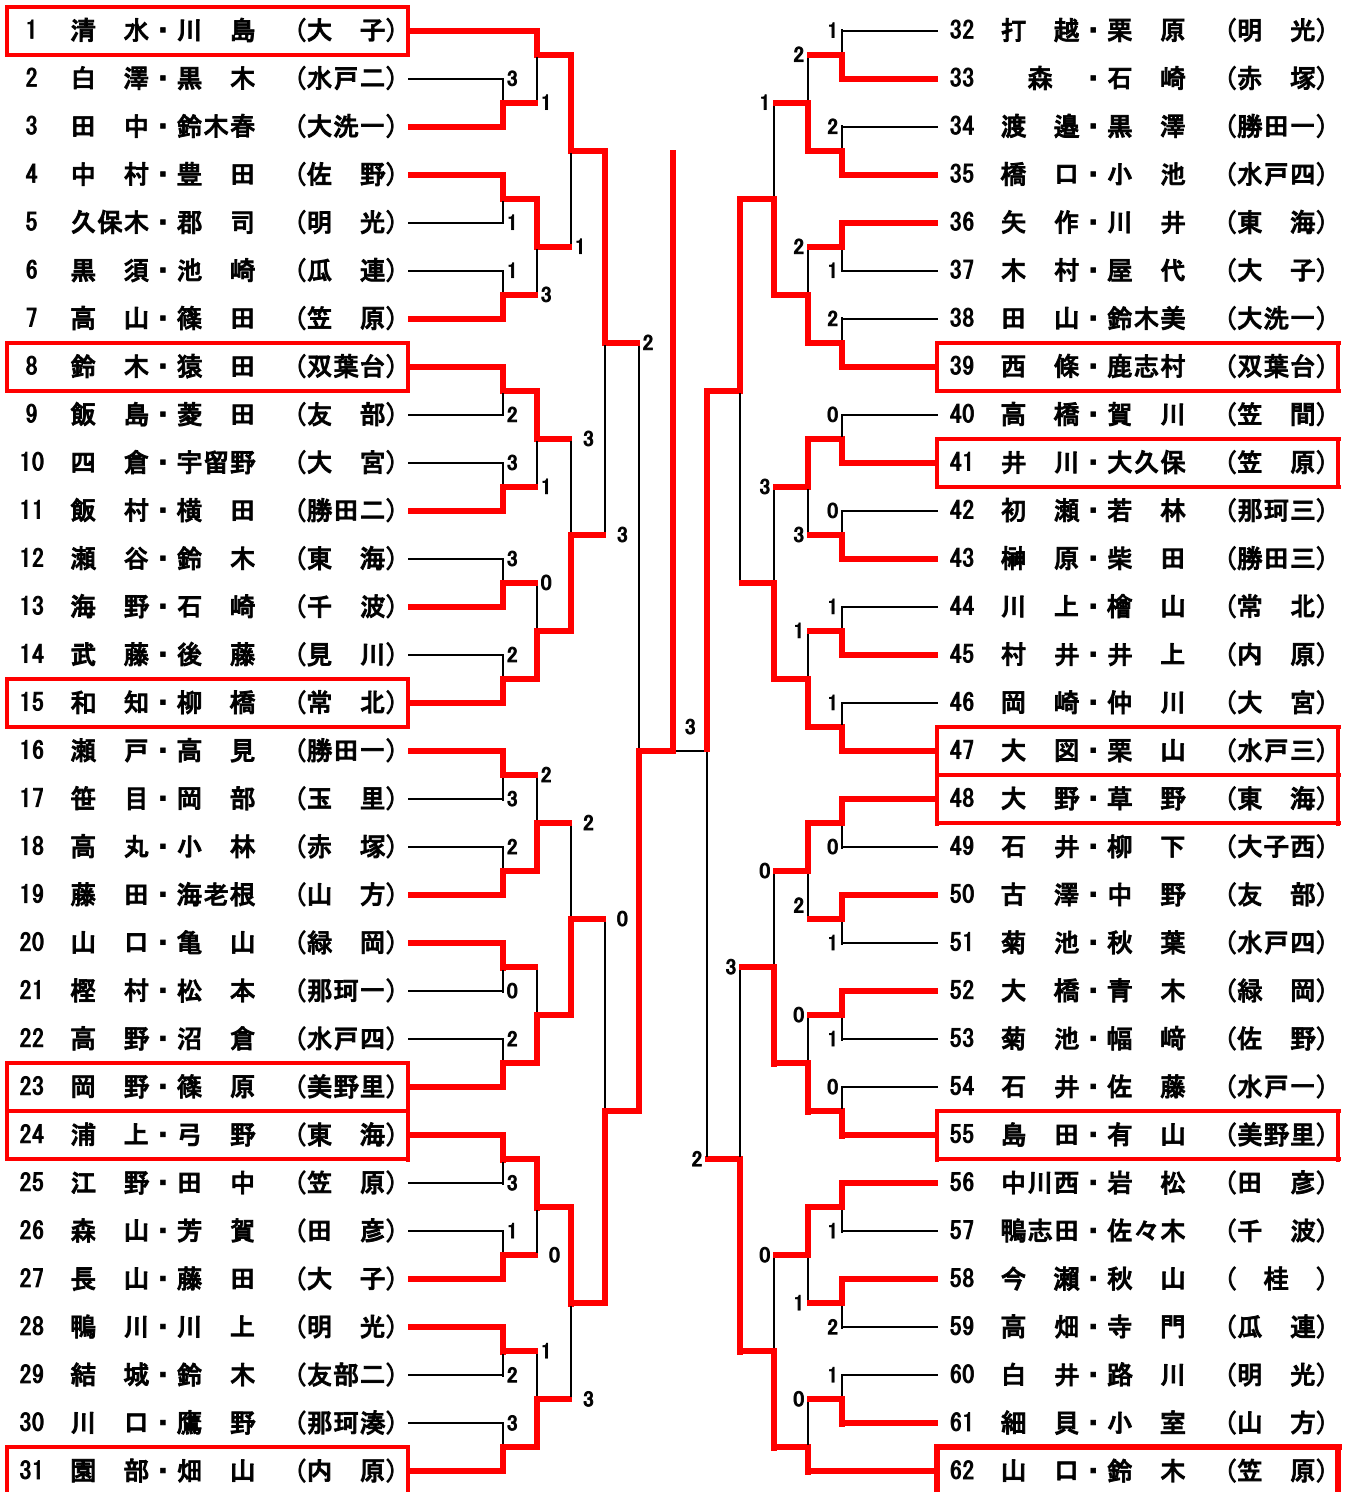 1 清 水・川 島 (大 子)
2 白 澤・黒 木 (水戸二)
3 田 中・鈴木春 (大洗一)
4 中 村・豊 田 (佐 野)
5 久保木・郡 司 (明 光)
6 黒 須・池 崎 (瓜 連)
7 高 山・篠 田 (笠 原)
8 鈴 木・猿 田 (双葉台)
9 飯 島・菱 田 (友 部)
10 四 倉・宇留野 (大 宮)
11 飯 村・横 田 (勝田二)
12 瀬 谷・鈴 木 (東 海)
13 海 野・石 崎 (千 波)
14 武 藤・後 藤 (見 川)
15 和 知・柳 橋 (常 北)
16 瀬 戸・高 見 (勝田一)
17 笹 目・岡 部 (玉 里)
18 高 丸・小 林 (赤 塚)
19 藤 田・海老根 (山 方)
20 山 口・亀 山 (緑 岡)
21 樫 村・松 本 (那珂一)
22 高 野・沼 倉 (水戸四)
23 岡 野・篠 原 (美野里)
24 浦 上・弓 野 (東 海)
25 江 野・田 中 (笠 原)
26 森 山・芳 賀 (田 彦)
27 長 山・藤 田 (大 子)
28 鴨 川・川 上 (明 光)
29 結 城・鈴 木 (友部二)
30 川 口・鷹 野 (那珂湊)
31 園 部・畑 山 (内 原)
3
1
1
1
1
3
2
2
3
3
1
3
3
0
2
2
3
2
2
0
0
2
3
1
0
1
2
3
3
3
1
2
1
2
2
1
2
0
3
0
3
1
1
1
3
0
0
2
1
3
0
1
0
2
1
0
1
2
1
0
32 打 越・栗 原 (明 光)
33 森 ・石 崎 (赤 塚)
34 渡 邉・黒 澤 (勝田一)
35 橋 口・小 池 (水戸四)
36 矢 作・川 井 (東 海)
37 木 村・屋 代 (大 子)
38 田 山・鈴木美 (大洗一)
39 西 條・鹿志村 (双葉台)
40 高 橋・賀 川 (笠 間)
41 井 川・大久保 (笠 原)
42 初 瀬・若 林 (那珂三)
43 榊 原・柴 田 (勝田三)
44 川 上・檜 山 (常 北)
45 村 井・井 上 (内 原)
46 岡 崎・仲 川 (大 宮)
47 大 図・栗 山 (水戸三)
48 大 野・草 野 (東 海)
49 石 井・柳 下 (大子西)
50 古 澤・中 野 (友 部)
51 菊 池・秋 葉 (水戸四)
52 大 橋・青 木 (緑 岡)
53 菊 池・幅 﨑 (佐 野)
54 石 井・佐 藤 (水戸一)
55 島 田・有 山 (美野里)
56 中川西・岩 松 (田 彦)
57 鴨志田・佐々木 (千 波)
58 今 瀬・秋 山 ( 桂 )
59 高 畑・寺 門 (瓜 連)
60 白 井・路 川 (明 光)
61 細 貝・小 室 (山 方)
62 山 口・鈴 木 (笠 原)